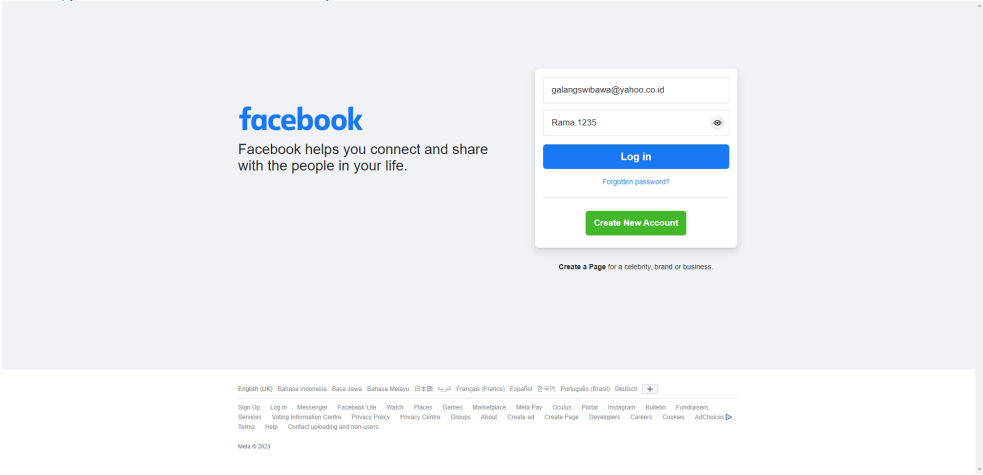 facebook
Facebook helps you connect and share
with the people in your life.
galangswibawa@yahoo.co.id
Rama.1235
Log in
Forgotten password?
Create New Account
Create a Page for a celebrity, brand or business.
English (UK) Bahasa Indonesia Basa Jawa Bahasa Melayu 日本語 العربية Français (France) Español 한국어 Português (Brasil) Deutsch +
Sign Up Log in Messenger Facebook Lite Watch Places Games Marketplace Meta Pay Oculus Portal Instagram Bulletin Fundraisers
Services Voting Information Centre Privacy Policy Privacy Centre Groups About Create ad Create Page Developers Careers Cookies AdChoices
Terms Help Contact uploading and non-users
Meta © 2023